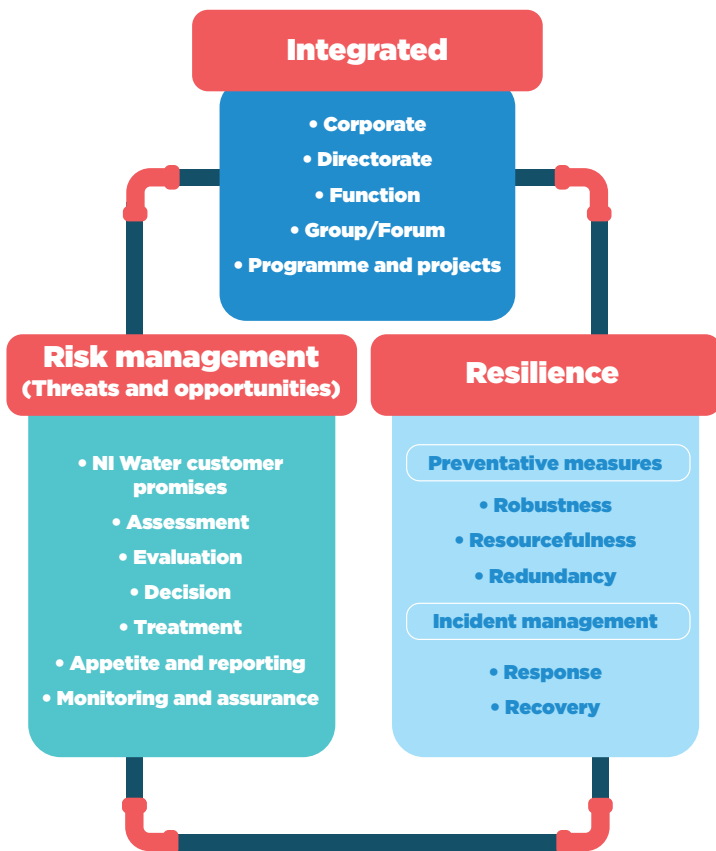 Integrated
• Corporate
• Directorate
• Function
• Group/Forum
• Programme and projects
Risk management
(Threats and opportunities)
• NI Water customer
promises
• Assessment
• Evaluation
• Decision
• Treatment
• Appetite and reporting
• Monitoring and assurance
Resilience
Preventative measures
• Robustness
• Resourcefulness
• Redundancy
Incident management
• Response
• Recovery